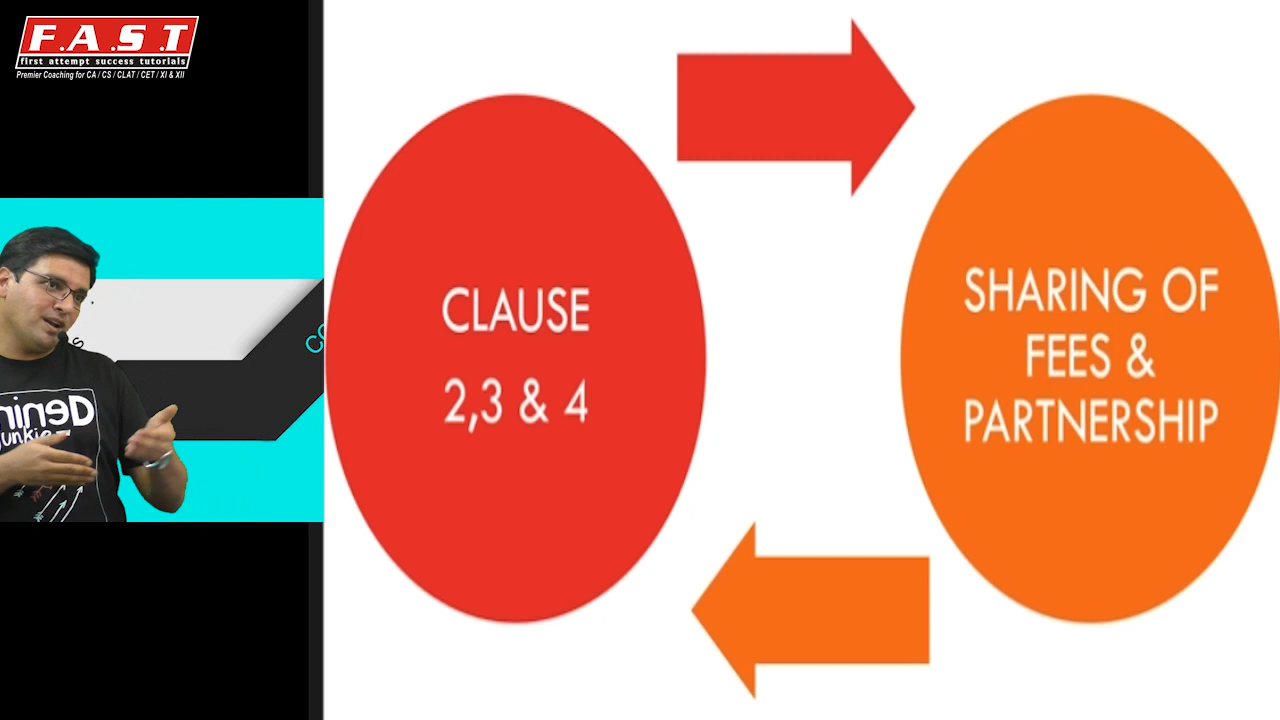 F.A.S.T
first attempt success tutorials
Premier Coaching for CA / CS / CLAT / CET / XI & XII
CLAUSE
2,3 & 4
SHARING OF
FEES &
PARTNERSHIP